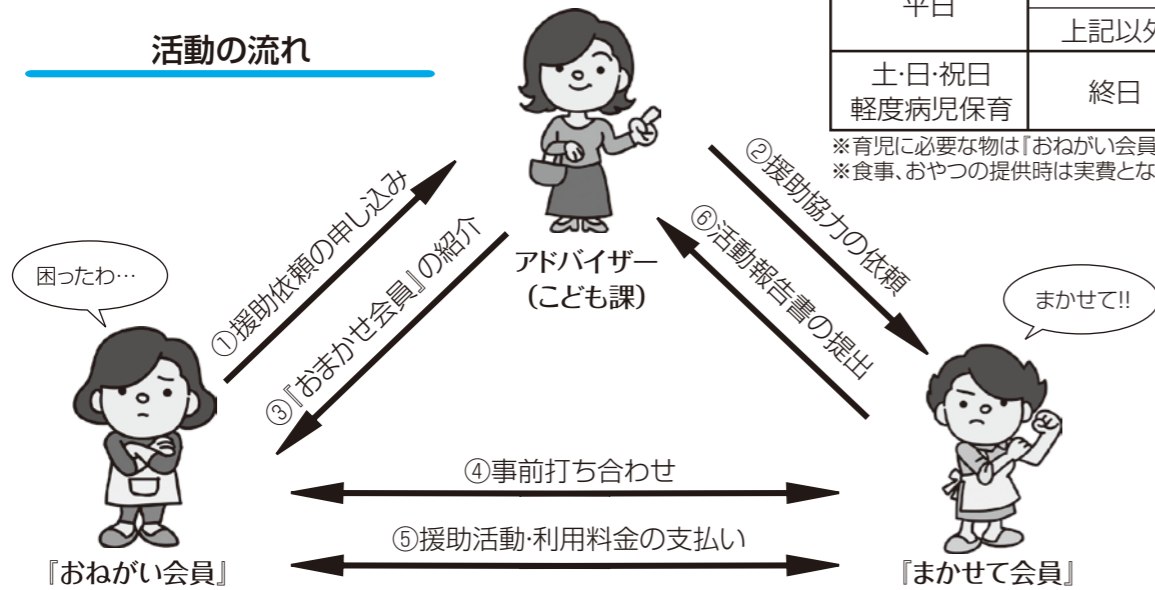 活動の流れ
平日
上記以外
土・日・祝日
軽度病児保育
終日
※育児に必要な物は『おねがい会員
※食事、おやつの提供時は実費とな
アドバイザー
(こども課)
①援助依頼の申し込み
③『おまかせ会員』の紹介
②援助協力の依頼
⑥活動報告書の提出
困ったわ…
まかせて!!
④事前打ち合わせ
⑤援助活動・利用料金の支払い
『おねがい会員』
『まかせて会員』